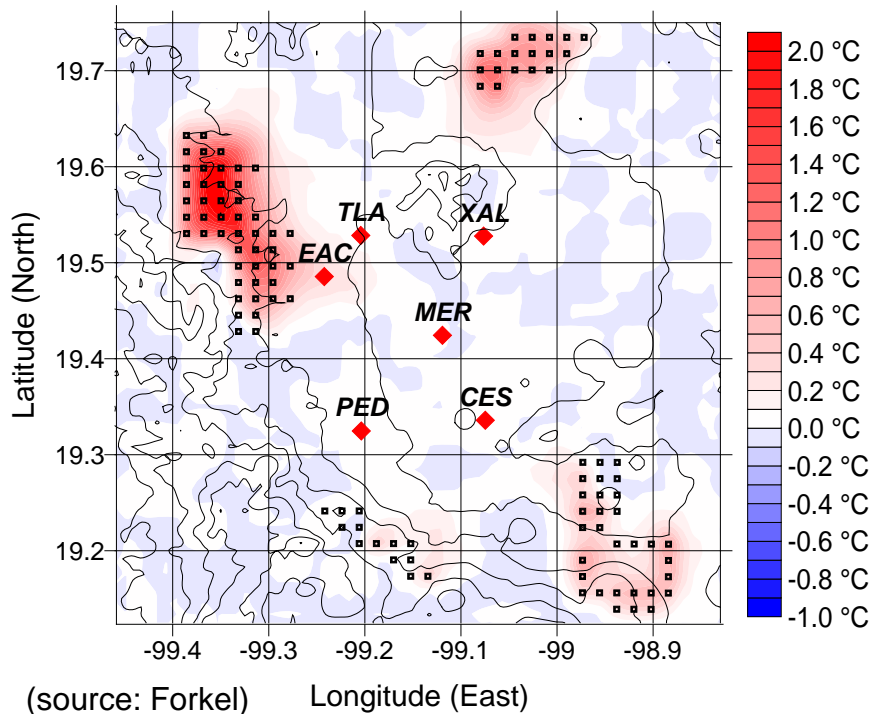 19.7
19.6
19.5
19.4
19.3
19.2
Latitude (North)
TLA
XAL
EAC
MER
PED
CES
-99.4
-99.3
-99.2
-99.1
-99
-98.9
Longitude (East)
(source: Forkel)
2.0 °C
1.8 °C
1.6 °C
1.4 °C
1.2 °C
1.0 °C
0.8 °C
0.6 °C
0.4 °C
0.2 °C
0.0 °C
-0.2 °C
-0.4 °C
-0.6 °C
-0.8 °C
-1.0 °C